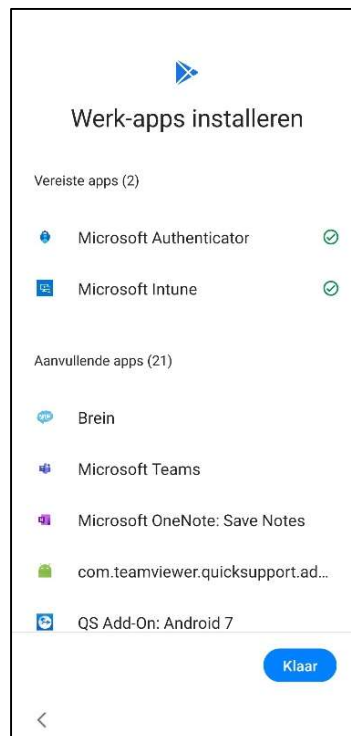 Werk-apps installeren
Vereiste apps (2)
Microsoft Authenticator
Microsoft Intune
Aanvullende apps (21)
Brein
Microsoft Teams
Microsoft OneNote: Save Notes
com.teamviewer.quicksupport.ad...
QS Add-On: Android 7
Klaar